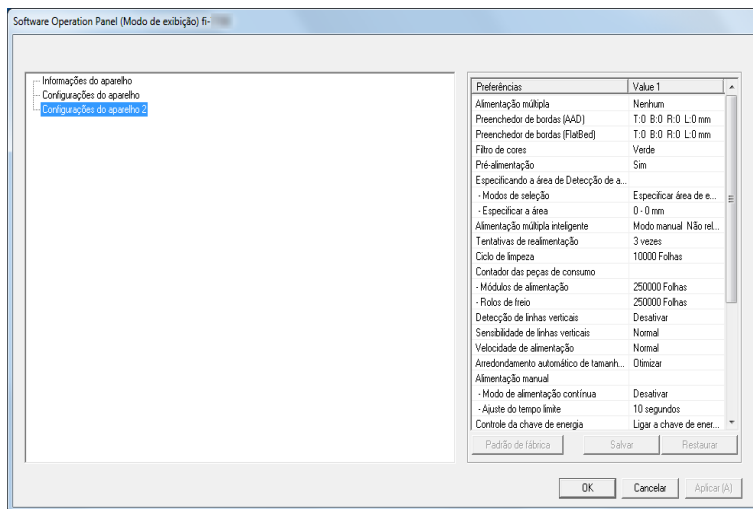 Software Operation Panel (Modo de exibição) fi-
Informações do aparelho
Configurações do aparelho
Configurações do aparelho 2
Preferências Value 1
Alimentação múltipla Nenhum
Preenchedor de bordas (AAD) T:0 B:0 R:0 L:0 mm
Preenchedor de bordas (FlatBed) T:0 B:0 R:0 L:0 mm
Filtro de cores Verde
Pré-alimentação Sim
Especificando a área de Detecção de a...
- Modos de seleção Especificar área de e...
- Especificar a área 0 - 0 mm
Alimentação múltipla inteligente Modo manual Não rel...
Tentativas de realimentação 3 vezes
Ciclo de limpeza 10000 Folhas
Contador das peças de consumo
- Módulos de alimentação 250000 Folhas
- Rolos de freio 250000 Folhas
Detecção de linhas verticais Desativar
Sensibilidade de linhas verticais Normal
Velocidade de alimentação Normal
Arredondamento automático de tamanh... Otimizar
Alimentação manual
- Modo de alimentação contínua Desativar
- Ajuste do tempo limite 10 segundos
Controle da chave de energia Ligar a chave de ener...
Padrão de fábrica Salvar Restaurar
OK Cancelar Aplicar (A)